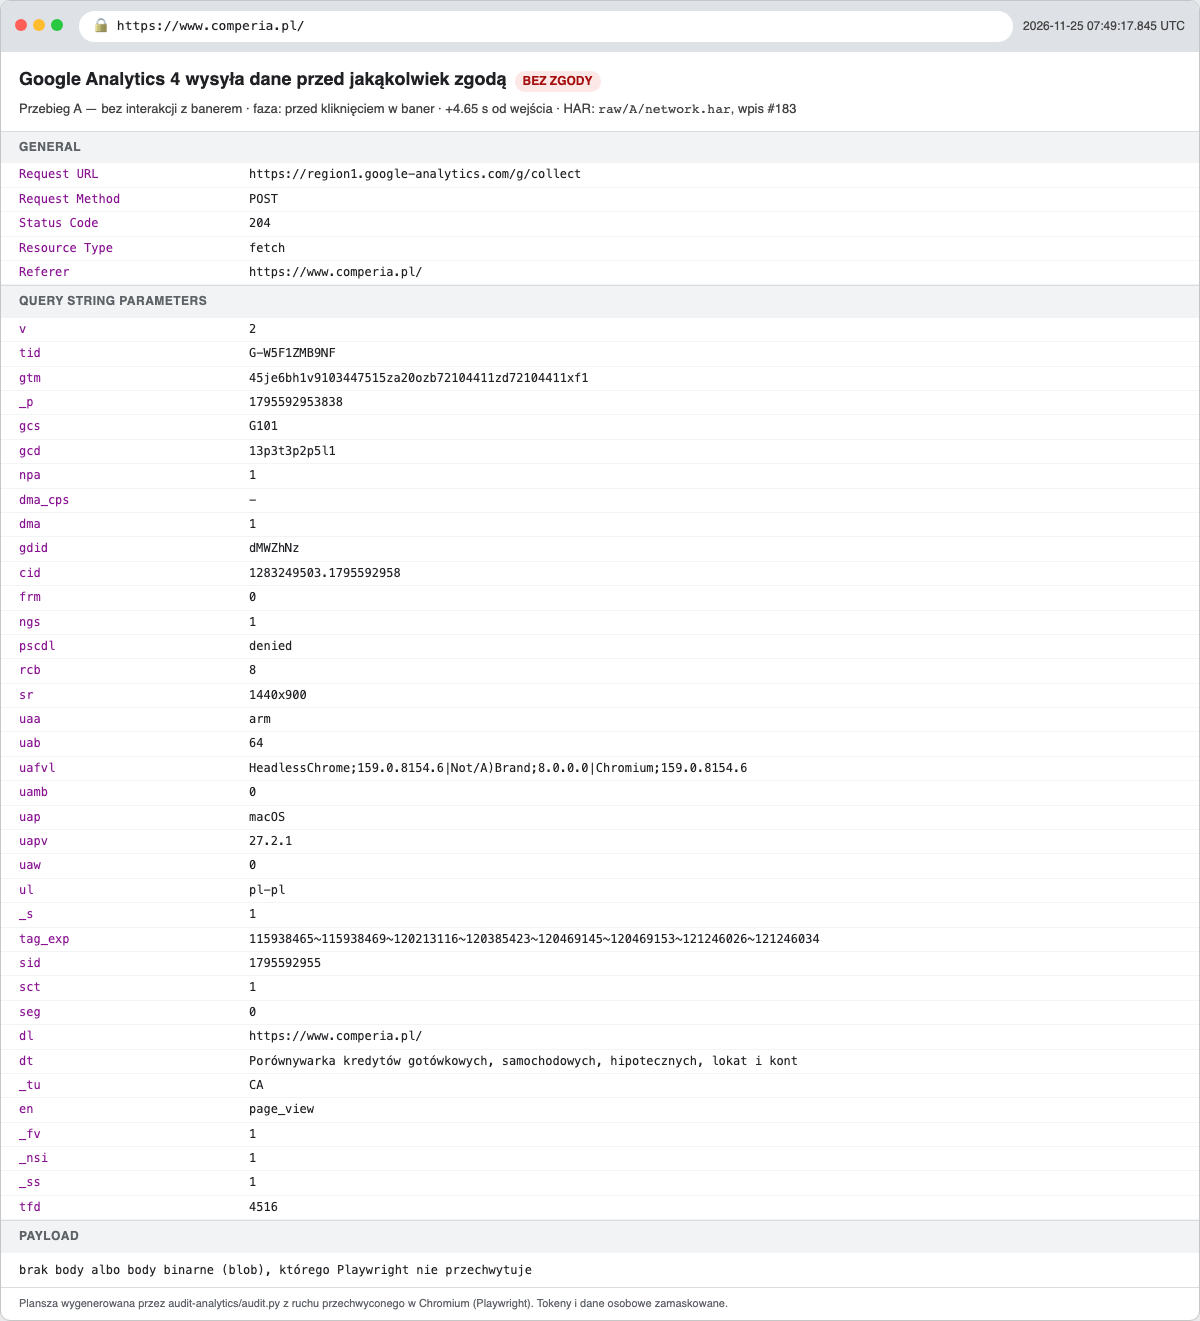 https://www.comperia.pl/
2026-11-25 07:49:17.845 UTC
Google Analytics 4 wysyła dane przed jakąkolwiek zgodą BEZ ZGODY
Przebieg A — bez interakcji z banerem · faza: przed kliknięciem w baner · +4.65 s od wejścia · HAR: raw/A/network.har, wpis #183
GENERAL
Request URL https://region1.google-analytics.com/g/collect
Request Method POST
Status Code 204
Resource Type fetch
Referer https://www.comperia.pl/
QUERY STRING PARAMETERS
v 2
tid G-W5F1ZMB9NF
gtm 45je6bh1v9103447515za20ozb72104411zd72104411xf1
_p 1795592953838
gcs G101
gcd 13p3t3p2p5l1
npa 1
dma_cps -
dma 1
gdid dMWZhNz
cid 1283249503.1795592958
frm 0
ngs 1
pscdl denied
rcb 8
sr 1440x900
uaa arm
uab 64
uafvl HeadlessChrome;159.0.8154.6|Not/A)Brand;8.0.0.0|Chromium;159.0.8154.6
uamb 0
uap macOS
uapv 27.2.1
uaw 0
ul pl-pl
_s 1
tag_exp 115938465~115938469~120213116~120385423~120469145~120469153~121246026~121246034
sid 1795592955
sct 1
seg 0
dl https://www.comperia.pl/
dt Porównywarka kredytów gotówkowych, samochodowych, hipotecznych, lokat i kont
_tu CA
en page_view
_fv 1
_nsi 1
_ss 1
tfd 4516
PAYLOAD
brak body albo body binarne (blob), którego Playwright nie przechwytuje
Plansza wygenerowana przez audit-analytics/audit.py z ruchu przechwyconego w Chromium (Playwright). Tokeny i dane osobowe zamaskowane.